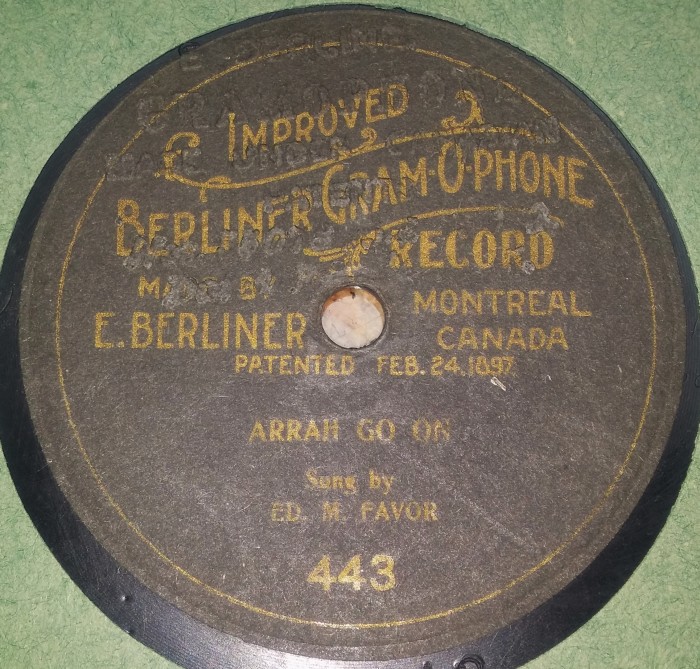 IMPROVED
BERLINER GRAM-O-PHONE
RECORD
MADE BY
E. BERLINER
MONTREAL
CANADA
PATENTED FEB. 24. 1897
ARRAH GO ON
Sung by
ED. M. FAVOR
443